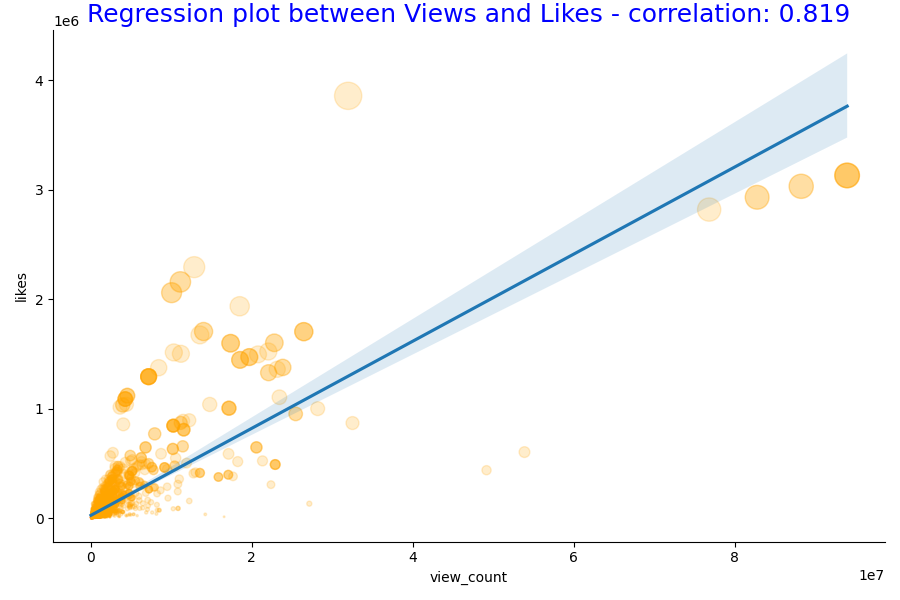 Regression plot between Views and Likes - correlation: 0.819
1e6
4
3
2
1
0
likes
0 2 4 6 8
1e7
view_count